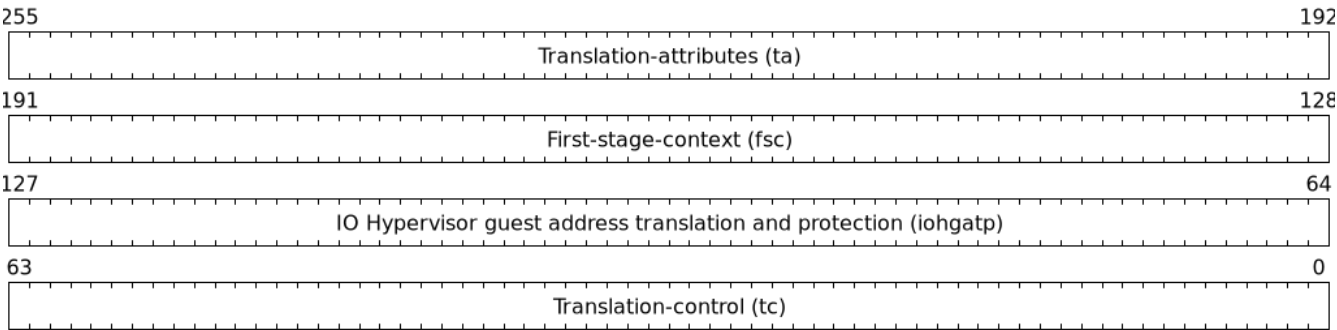 255 192
Translation-attributes (ta)
191 128
First-stage-context (fsc)
127 64
IO Hypervisor guest address translation and protection (iohgatp)
63 0
Translation-control (tc)